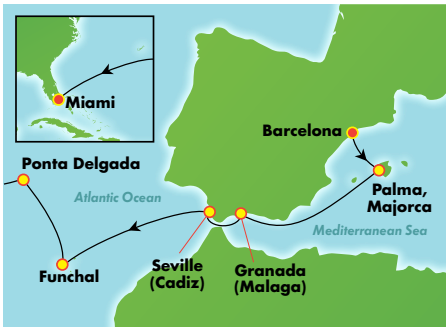 Miami
Barcelona
Ponta Delgada
Palma,
Majorca
Atlantic Ocean
Mediterranean Sea
Seville
(Cadiz)
Granada
(Malaga)
Funchal